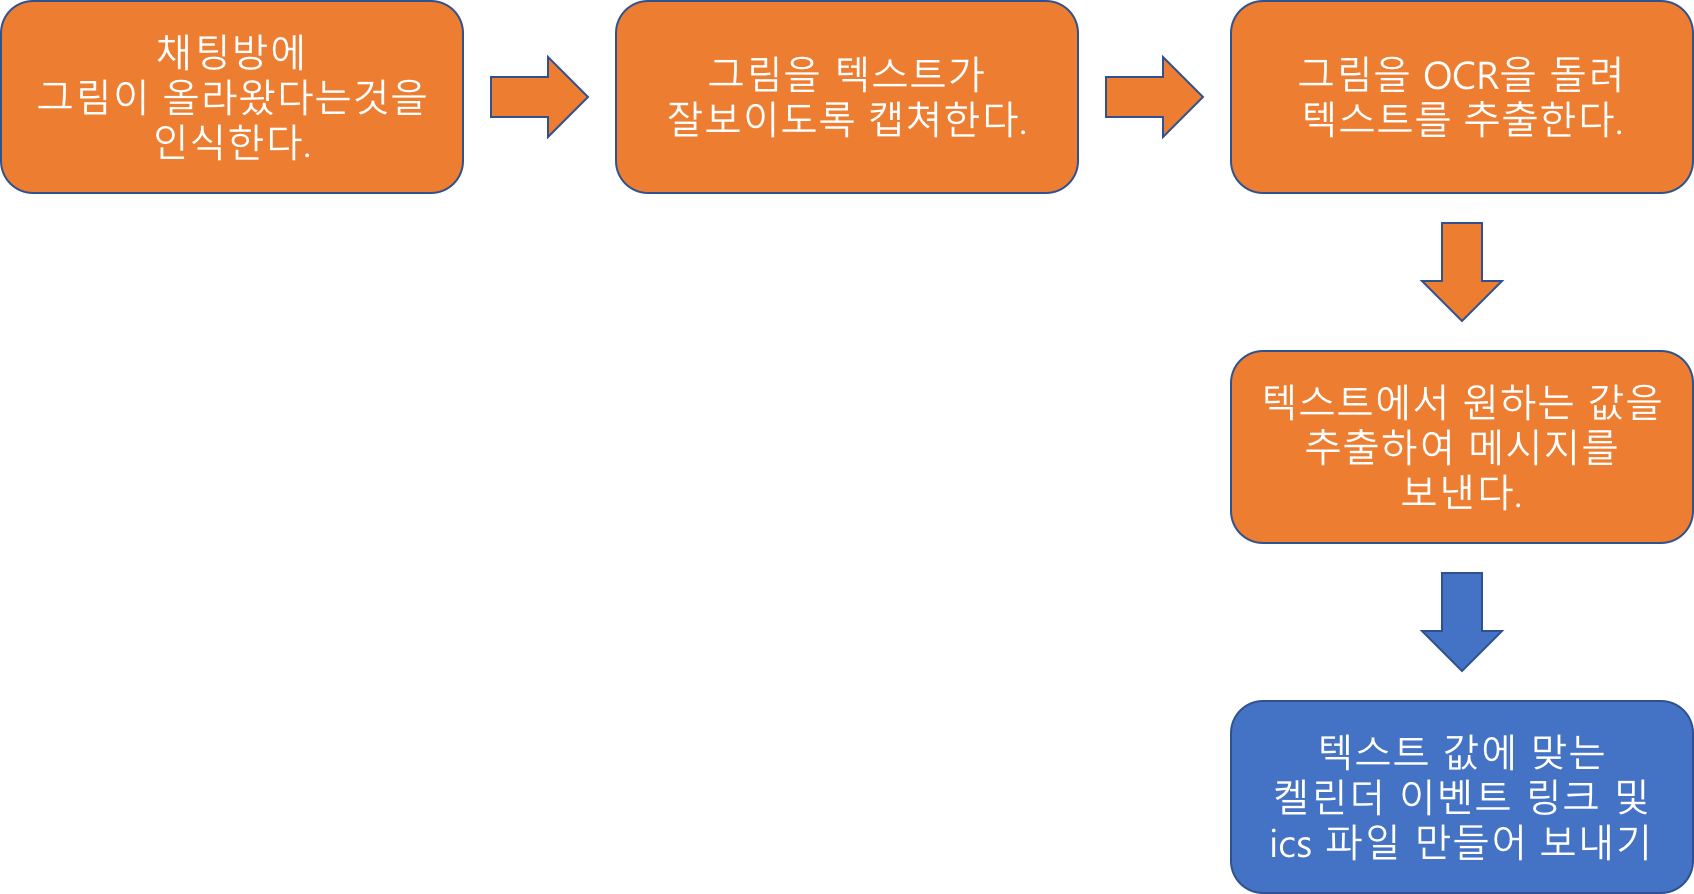 채팅방에
그림이 올라왔다는것을
인식한다.
그림을 텍스트가
잘보이도록 캡쳐한다.
그림을 OCR을 돌려
텍스트를 추출한다.
텍스트에서 원하는 값을
추출하여 메시지를
보낸다.
텍스트 값에 맞는
켈린더 이벤트 링크 및
ics 파일 만들어 보내기